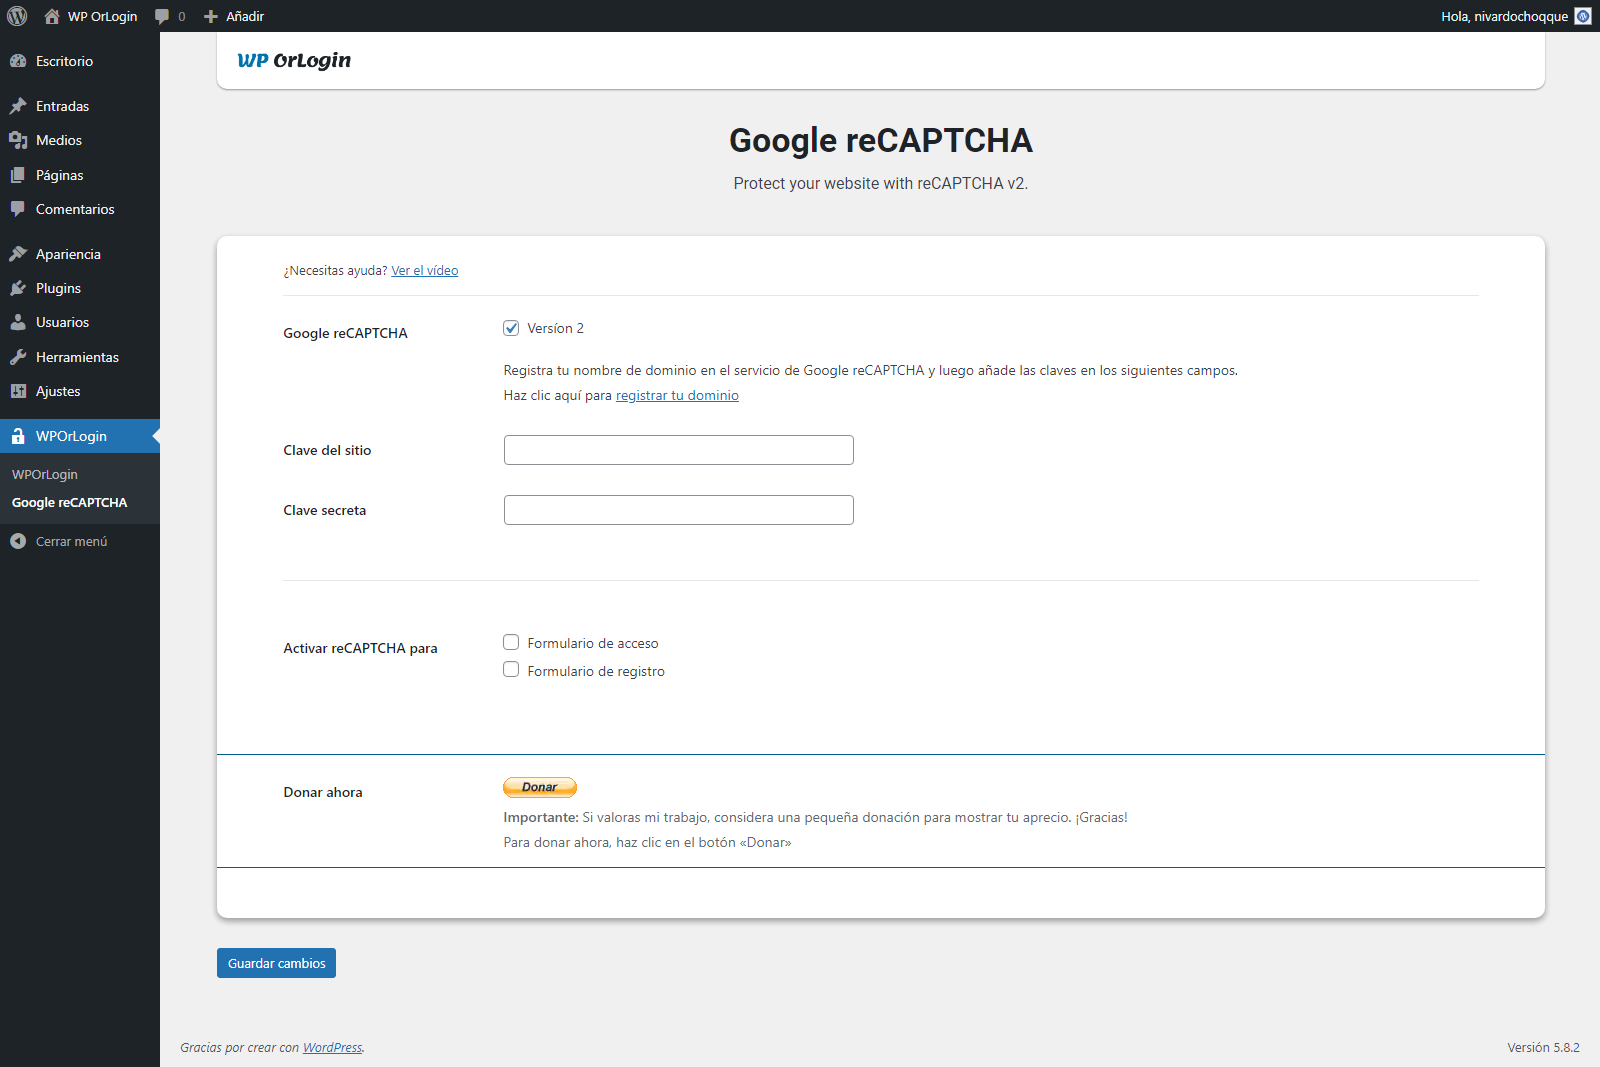 WP OrLogin
0
Añadir
Hola, nivardochoqque
Escritorio
Entradas
Medios
Páginas
Comentarios
Apariencia
Plugins
Usuarios
Herramientas
Ajustes
WPOrLogin
WPOrLogin
Google reCAPTCHA
Cerrar menú
WP OrLogin
Google reCAPTCHA
Protect your website with reCAPTCHA v2.
¿Necesitas ayuda? Ver el vídeo
Google reCAPTCHA
Versíon 2
Registra tu nombre de dominio en el servicio de Google reCAPTCHA y luego añade las claves en los siguientes campos.
Haz clic aquí para registrar tu dominio
Clave del sitio
Clave secreta
Activar reCAPTCHA para
Formulario de acceso
Formulario de registro
Donar ahora
Donar
Importante: Si valoras mi trabajo, considera una pequeña donación para mostrar tu aprecio. ¡Gracias!
Para donar ahora, haz clic en el botón «Donar»
Guardar cambios
Gracias por crear con WordPress.
Versión 5.8.2